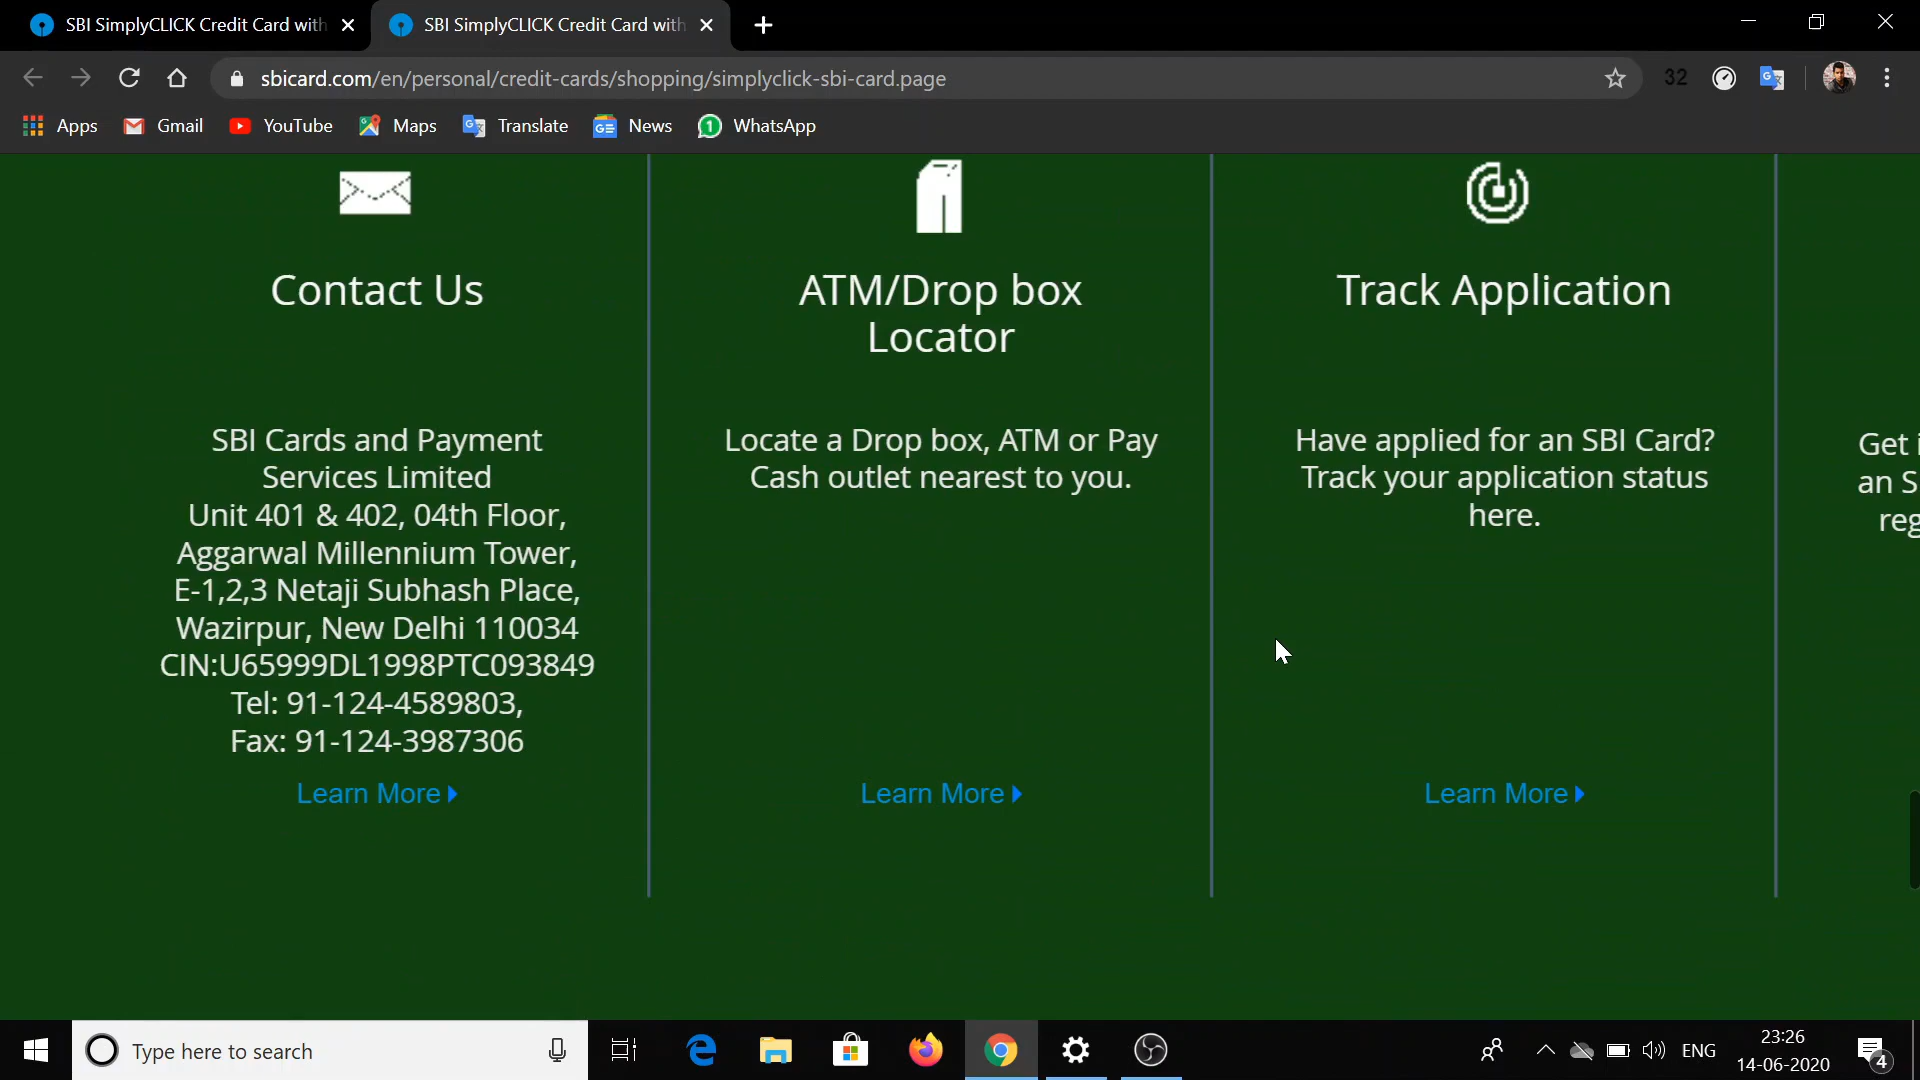 SBI SimplyCLICK Credit Card with
SBI SimplyCLICK Credit Card with
sbicard.com/en/personal/credit-cards/shopping/simplyclick-sbi-card.page
32
Apps
Gmail
YouTube
Maps
Translate
News
1
WhatsApp
Contact Us
SBI Cards and Payment
Services Limited
Unit 401 & 402, 04th Floor,
Aggarwal Millennium Tower,
E-1,2,3 Netaji Subhash Place,
Wazirpur, New Delhi 110034
CIN:U65999DL1998PTC093849
Tel: 91-124-4589803,
Fax: 91-124-3987306
Learn More
ATM/Drop box
Locator
Locate a Drop box, ATM or Pay
Cash outlet nearest to you.
Learn More
Track Application
Have applied for an SBI Card?
Track your application status
here.
Learn More
Get
an S
reg
Type here to search
ENG
23:26
14-06-2020
4